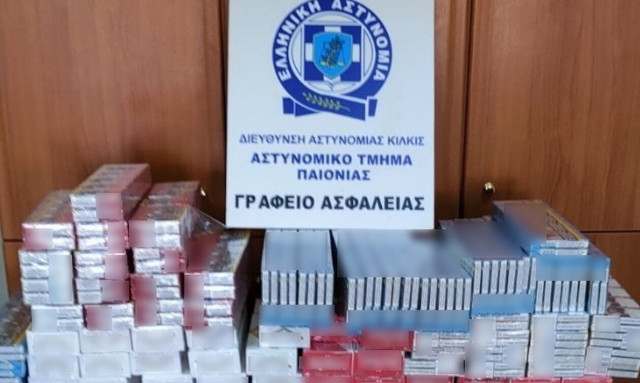 ΕΛΛΗΝΙΚΗ ΑΣΤΥΝΟΜΙΑ
ΔΙΕΥΘΥΝΣΗ ΑΣΤΥΝΟΜΙΑΣ ΚΙΛΚΙΣ
ΑΣΤΥΝΟΜΙΚΟ ΤΜΗΜΑ
ΠΑΙΟΝΙΑΣ
ΓΡΑΦΕΙΟ ΑΣΦΑΛΕΙΑΣ